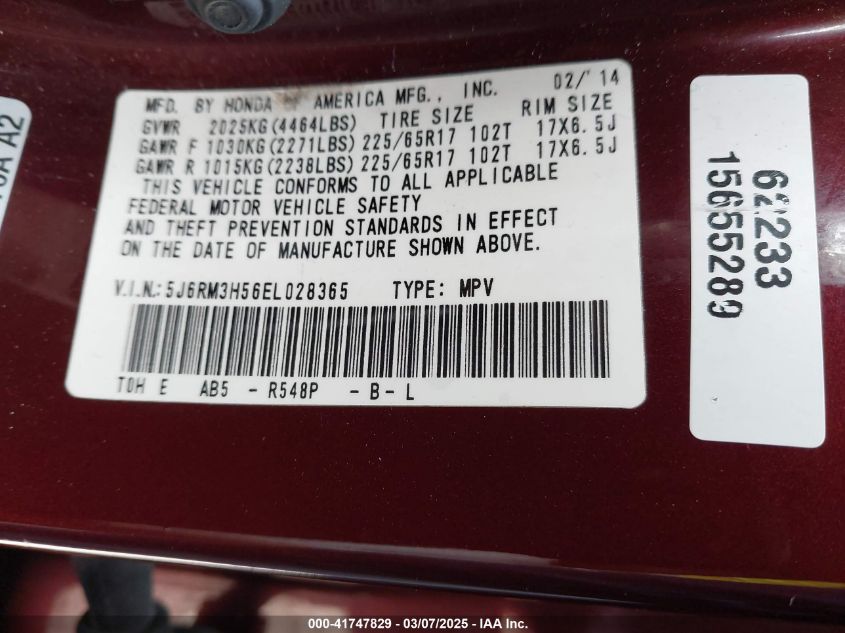 MFD. BY HONDA OF AMERICA MFG., INC. 02/'14
GVWR 2025KG(4464LBS) TIRE SIZE RIM SIZE
GAWR F 1030KG(2271LBS) 225/65R17 102T 17X6.5J
GAWR R 1015KG(2238LBS) 225/65R17 102T 17X6.5J
THIS VEHICLE CONFORMS TO ALL APPLICABLE
FEDERAL MOTOR VEHICLE SAFETY
AND THEFT PREVENTION STANDARDS IN EFFECT
ON THE DATE OF MANUFACTURE SHOWN ABOVE.
V.I.N.: 5J6RM3H56EL028365 TYPE: MPV
TOH E AB5 - R548P - B - L
62233
15655289
A2
000-41747829 - 03/07/2025 - IAA Inc.